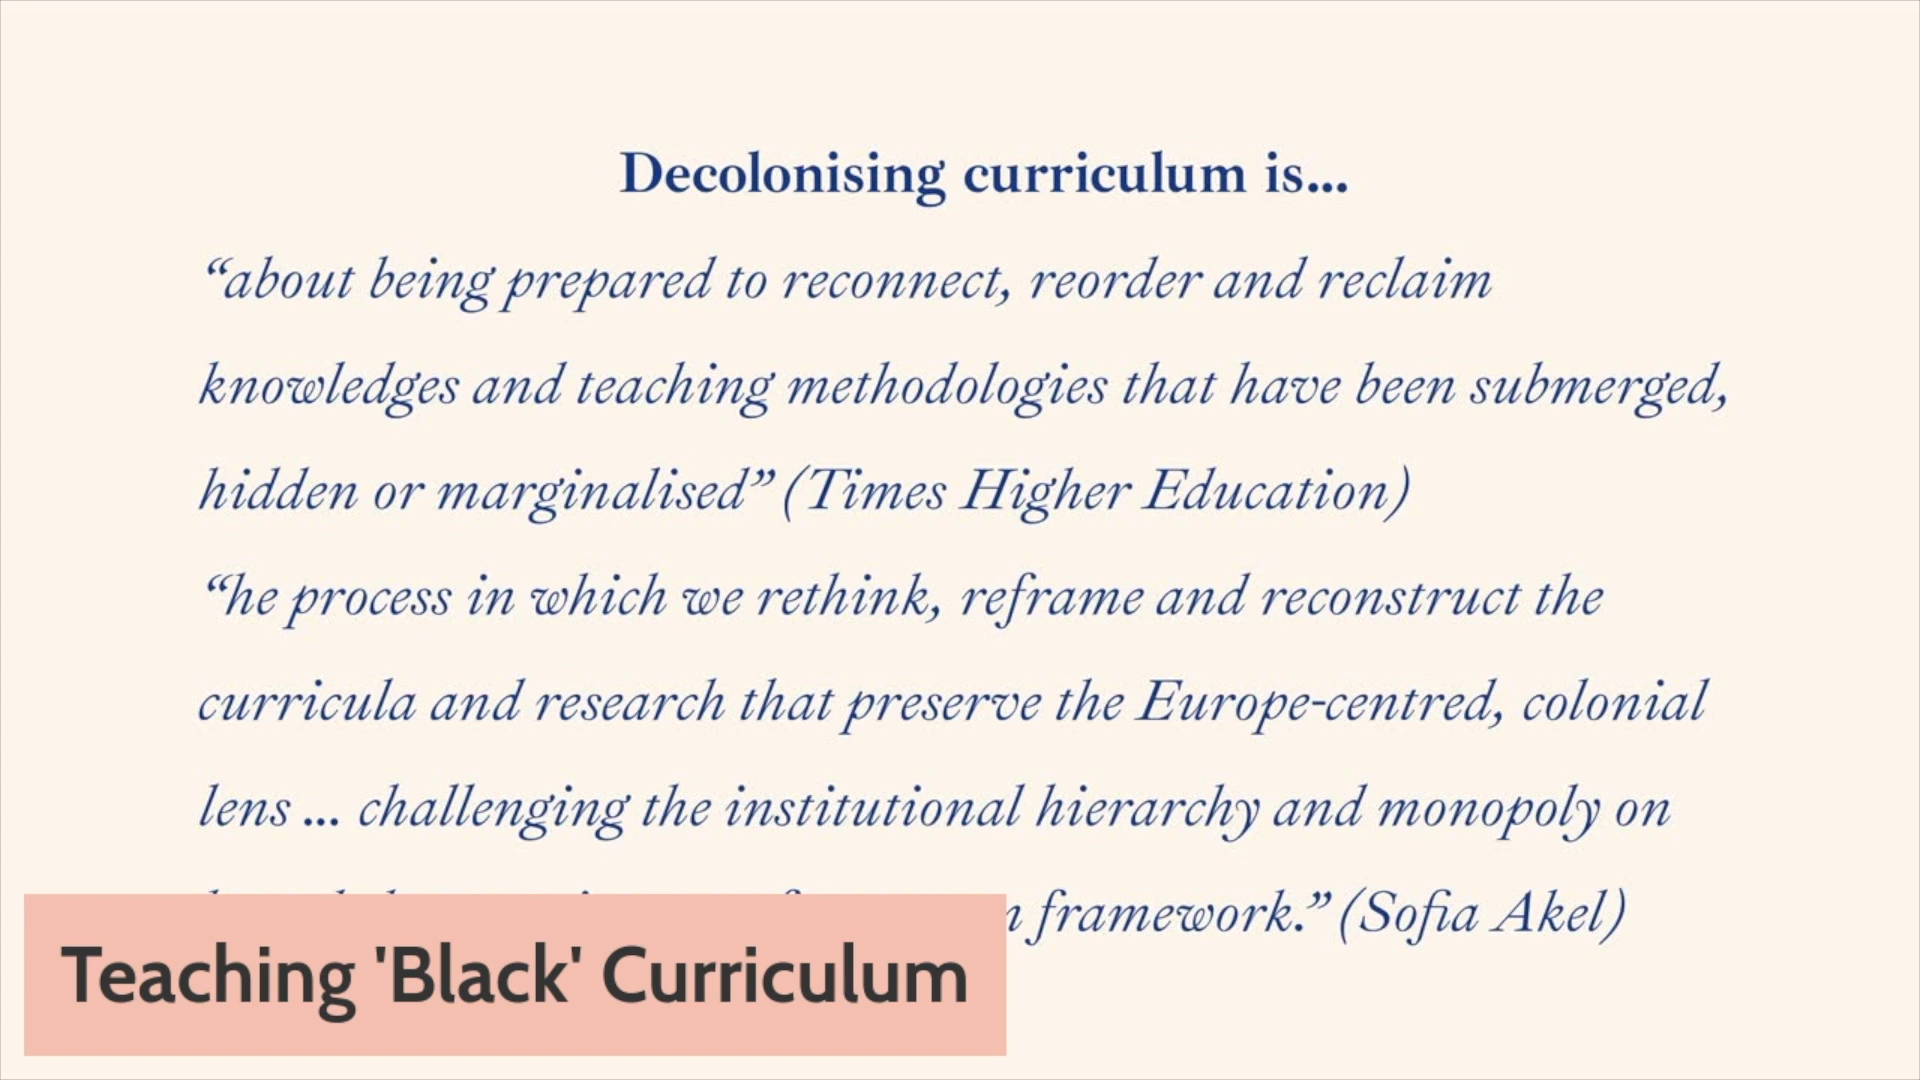 Decolonising curriculum is...
“about being prepared to reconnect, reorder and reclaim
knowledges and teaching methodologies that have been submerged,
hidden or marginalised” (Times Higher Education)
“he process in which we rethink, reframe and reconstruct the
curricula and research that preserve the Europe-centred, colonial
lens ... challenging the institutional hierarchy and monopoly on
framework.” (Sofia Akel)
Teaching 'Black' Curriculum